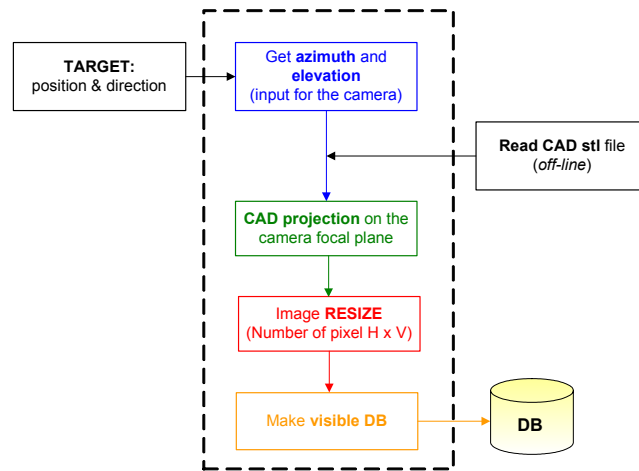 TARGET:
position & direction
Get azimuth and
elevation
(input for the camera)
Read CAD stl file
(off-line)
CAD projection on the
camera focal plane
Image RESIZE
(Number of pixel H x V)
Make visible DB
DB